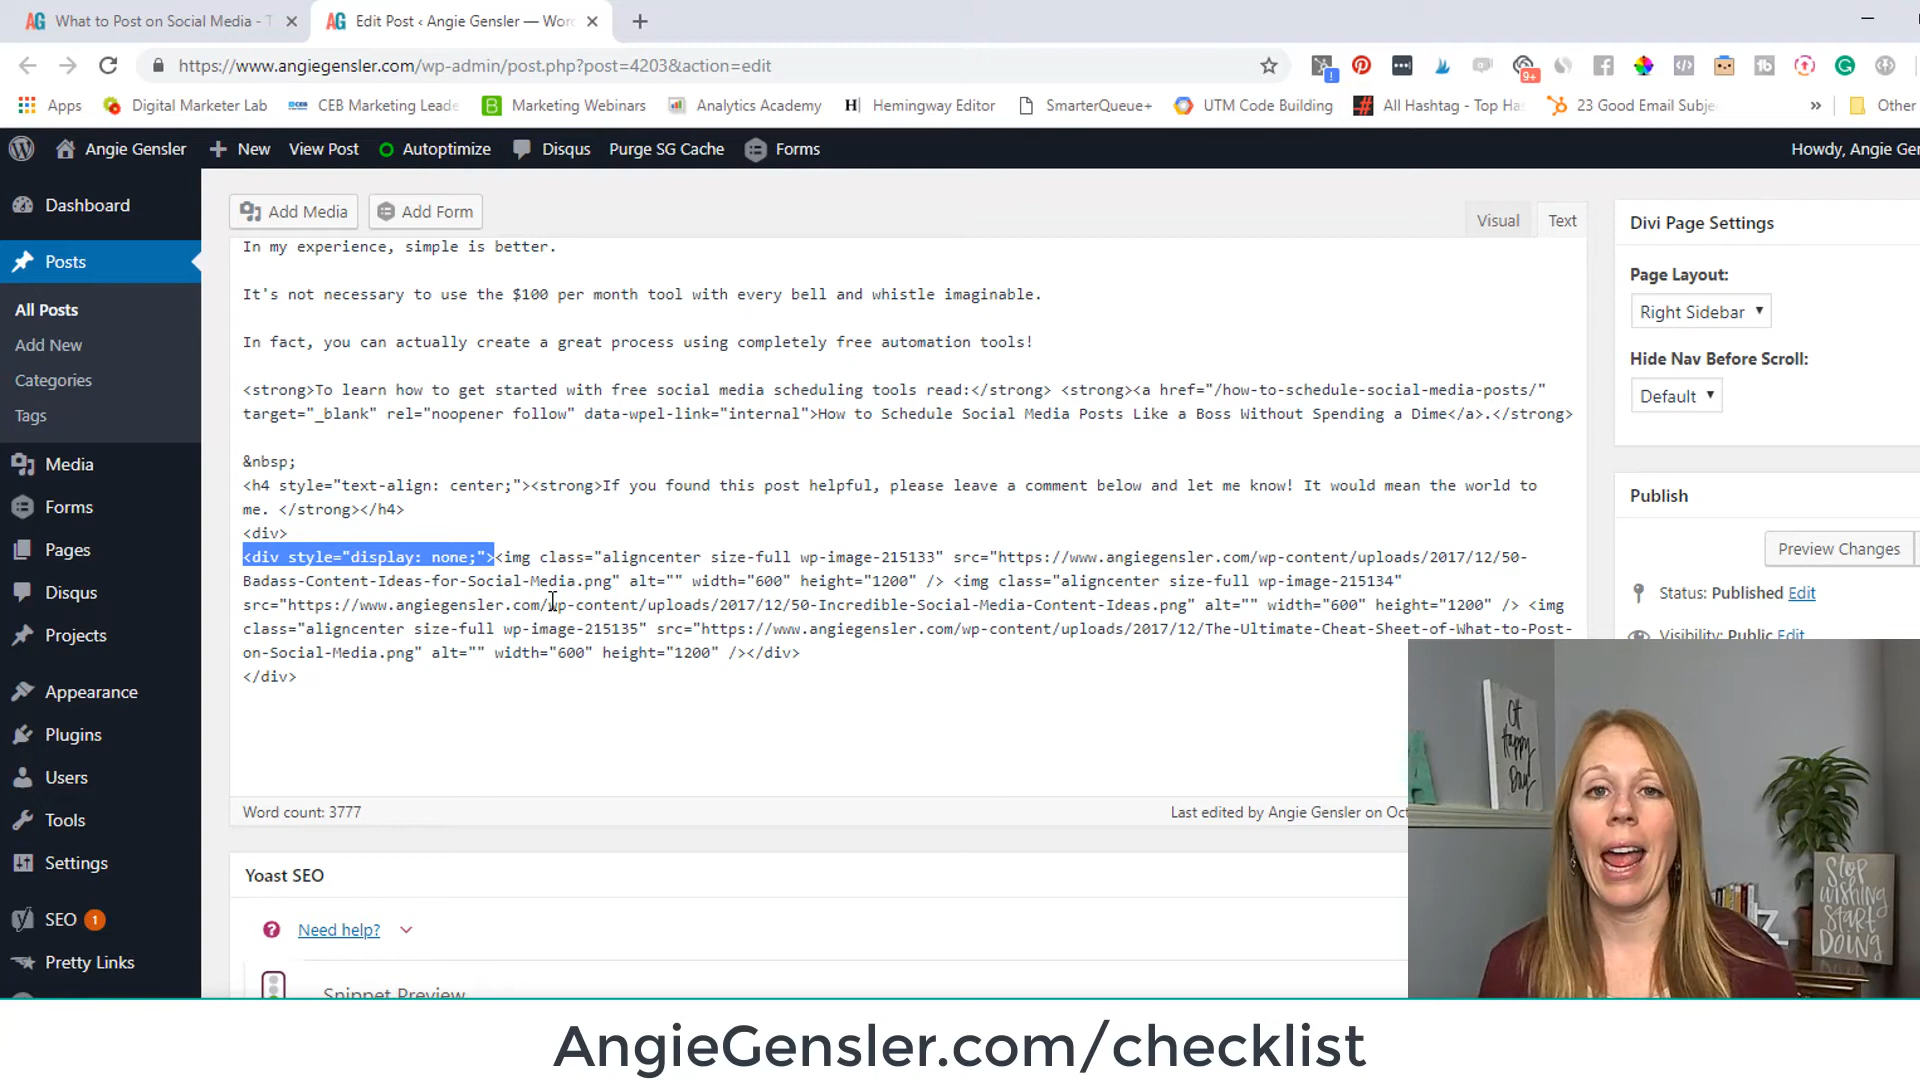 What to Post on Social Media - T
Edit Post ‹ Angie Gensler — Wor
https://www.angiegensler.com/wp-admin/post.php?post=4203&action=edit
9+
Apps
Digital Marketer Lab
CEB Marketing Leade
Marketing Webinars
Analytics Academy
Hemingway Editor
SmarterQueue+
UTM Code Building
All Hashtag - Top Ha
23 Good Email Subje
»
Other
Angie Gensler
New
View Post
Autoptimize
Disqus
Purge SG Cache
Forms
Howdy, Angie Ger
Dashboard
Posts
All Posts
Add New
Categories
Tags
Media
Forms
Pages
Disqus
Projects
Appearance
Plugins
Users
Tools
Settings
SEO 1
Pretty Links
Add Media
Add Form
Visual
Text
In my experience, simple is better.
It's not necessary to use the $100 per month tool with every bell and whistle imaginable.
In fact, you can actually create a great process using completely free automation tools!
<strong>To learn how to get started with free social media scheduling tools read:</strong> <strong><a href="/how-to-schedule-social-media-posts/"
target="_blank" rel="noopener follow" data-wpel-link="internal">How to Schedule Social Media Posts Like a Boss Without Spending a Dime</a>.</strong>
&nbsp;
<h4 style="text-align: center;"><strong>If you found this post helpful, please leave a comment below and let me know! It would mean the world to
me. </strong></h4>
<div>
<div style="display: none;"><img class="aligncenter size-full wp-image-215133" src="https://www.angiegensler.com/wp-content/uploads/2017/12/50-
Badass-Content-Ideas-for-Social-Media.png" alt="" width="600" height="1200" /> <img class="aligncenter size-full wp-image-215134"
src="https://www.angiegensler.com/wp-content/uploads/2017/12/50-Incredible-Social-Media-Content-Ideas.png" alt="" width="600" height="1200" /> <img
class="aligncenter size-full wp-image-215135" src="https://www.angiegensler.com/wp-content/uploads/2017/12/The-Ultimate-Cheat-Sheet-of-What-to-Post-
on-Social-Media.png" alt="" width="600" height="1200" /></div>
</div>
Word count: 3777
Last edited by Angie Gensler on Oct
Yoast SEO
Need help?
Snippet Preview
Divi Page Settings
Page Layout:
Right Sidebar
Hide Nav Before Scroll:
Default
Publish
Preview Changes
Status: Published Edit
Visibility: Public Edit
Oh
Happy
Day
STOP
WISHING
START
DOING
AngieGensler.com/checklist